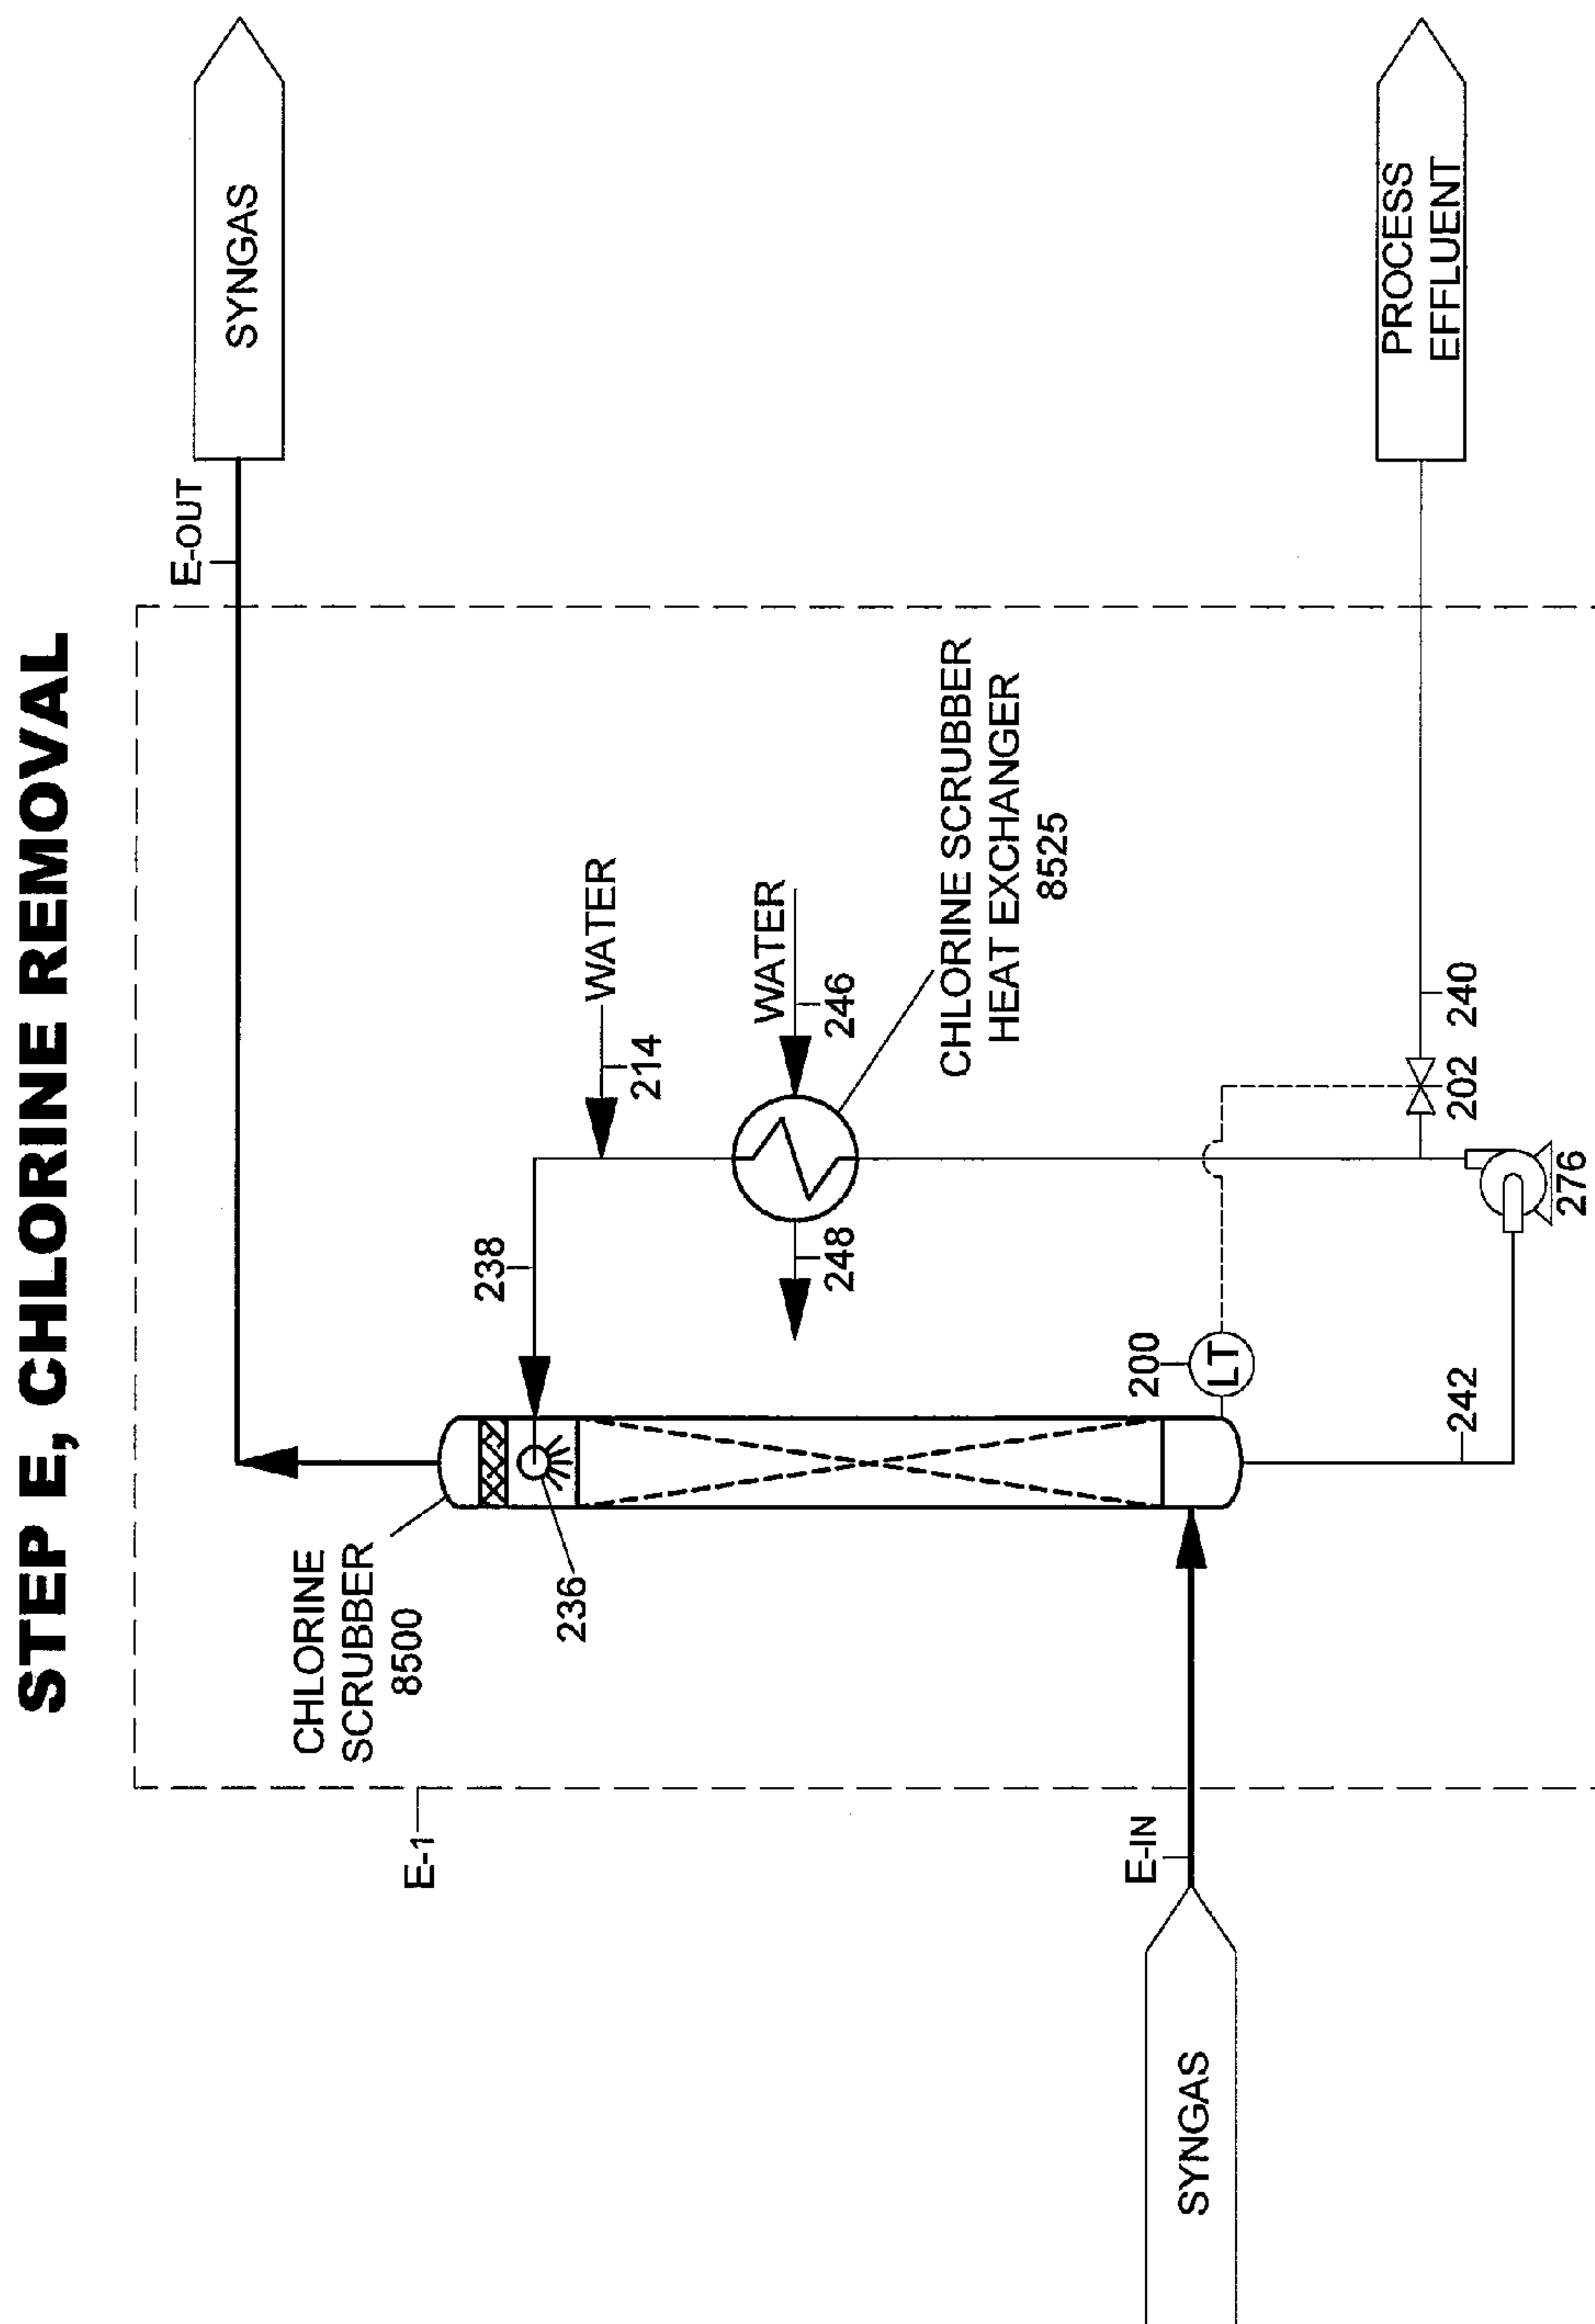 STEP E, CHLORINE REMOVAL
E-OUT
SYNGAS
E-1
CHLORINE
SCRUBBER
8500
236
238
WATER
214
WATER
246
248
CHLORINE SCRUBBER
HEAT EXCHANGER
8525
200
LT
E-IN
SYNGAS
242
276
202
240
PROCESS
EFFLUENT